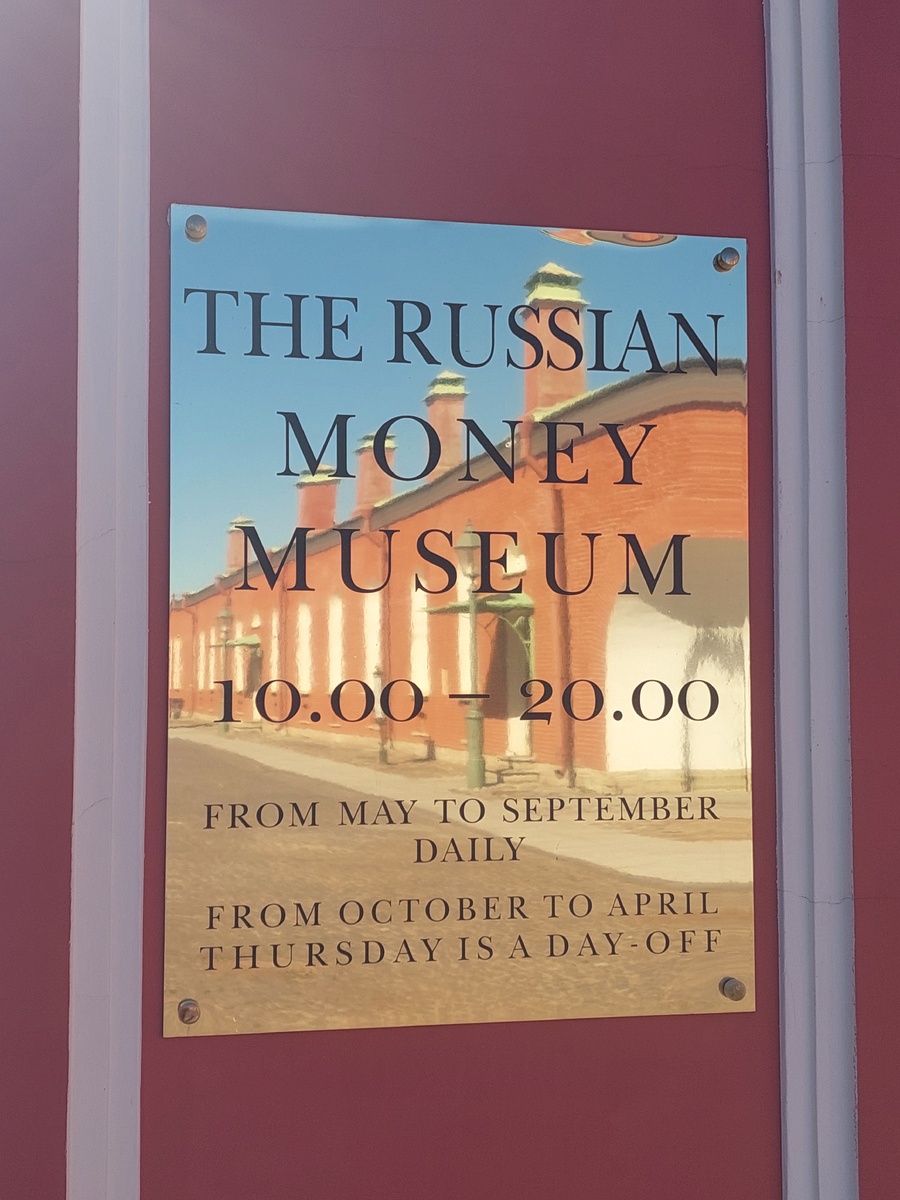 THE RUSSIAN
MONEY
MUSEUM
10.00 – 20.00
FROM MAY TO SEPTEMBER
DAILY
FROM OCTOBER TO APRIL
THURSDAY IS A DAY-OFF